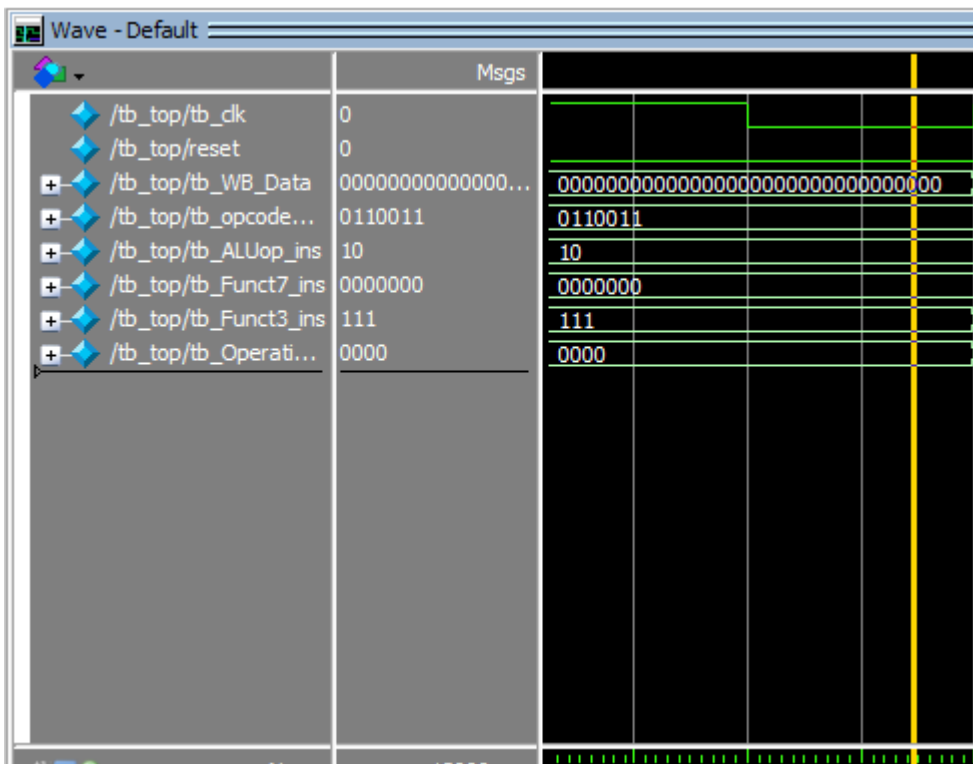 Wave - Default
Msgs
/tb_top/tb_clk 0
/tb_top/reset 0
/tb_top/tb_WB_Data 00000000000000... 00000000000000000000000000000000
/tb_top/tb_opcode... 0110011 0110011
/tb_top/tb_ALUop_ins 10 10
/tb_top/tb_Funct7_ins 0000000 0000000
/tb_top/tb_Funct3_ins 111 111
/tb_top/tb_Operati... 0000 0000